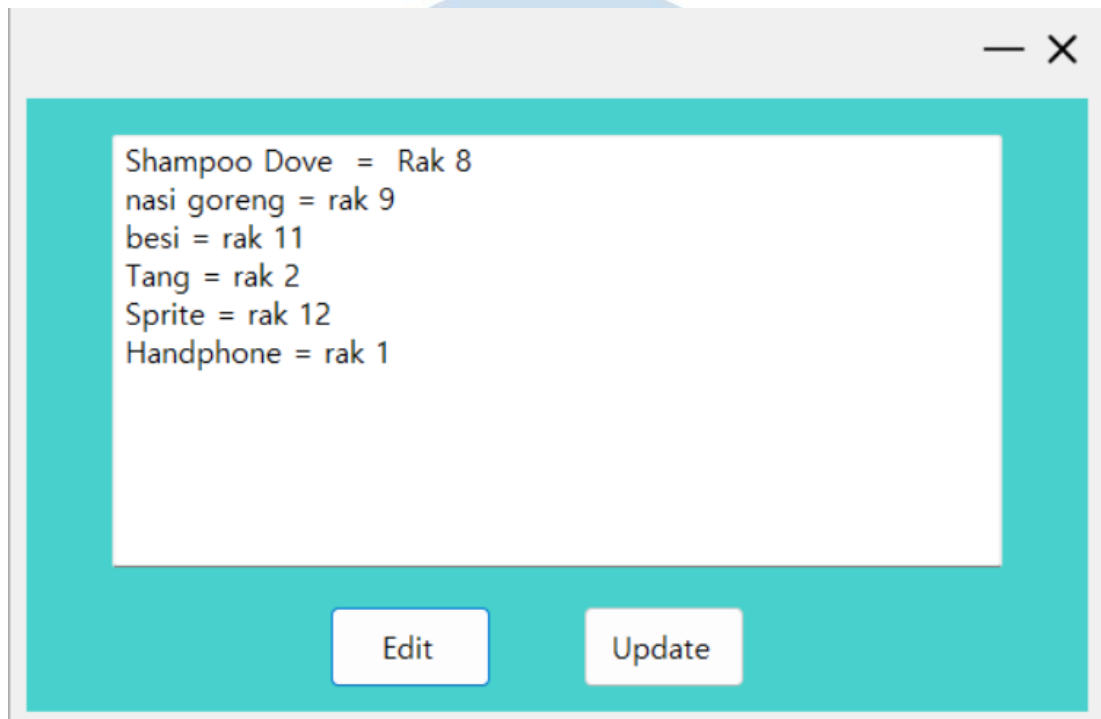 Shampoo Dove  =  Rak 8
nasi goreng = rak 9
besi = rak 11
Tang = rak 2
Sprite = rak 12
Handphone = rak 1
Edit
Update